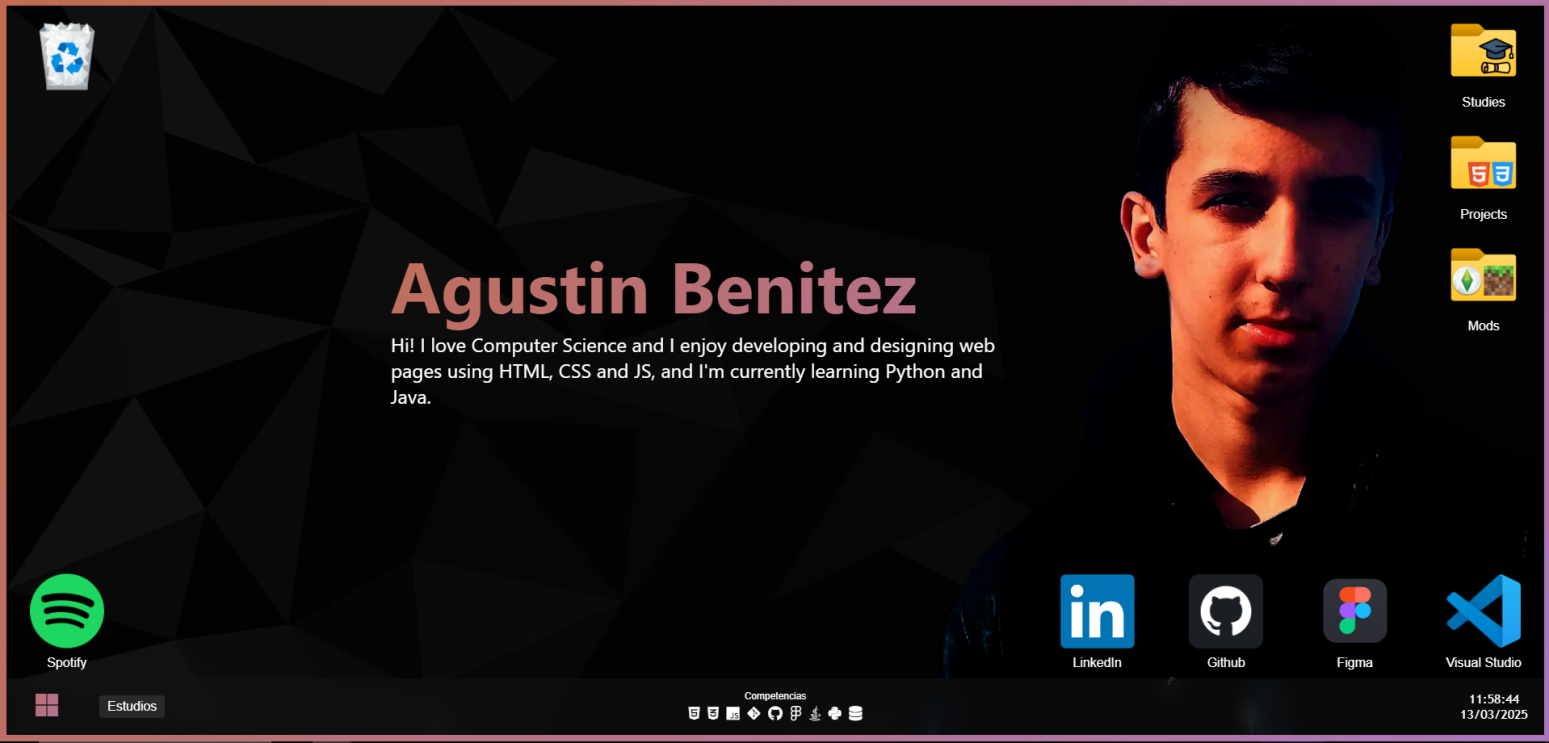 Studies
Projects
Mods
Agustin Benitez
Hi! I love Computer Science and I enjoy developing and designing web
pages using HTML, CSS and JS, and I'm currently learning Python and
Java.
in
Spotify
LinkedIn
Github
Figma
Visual Studio
Estudios
Competencias
JS
11:58:44
13/03/2025